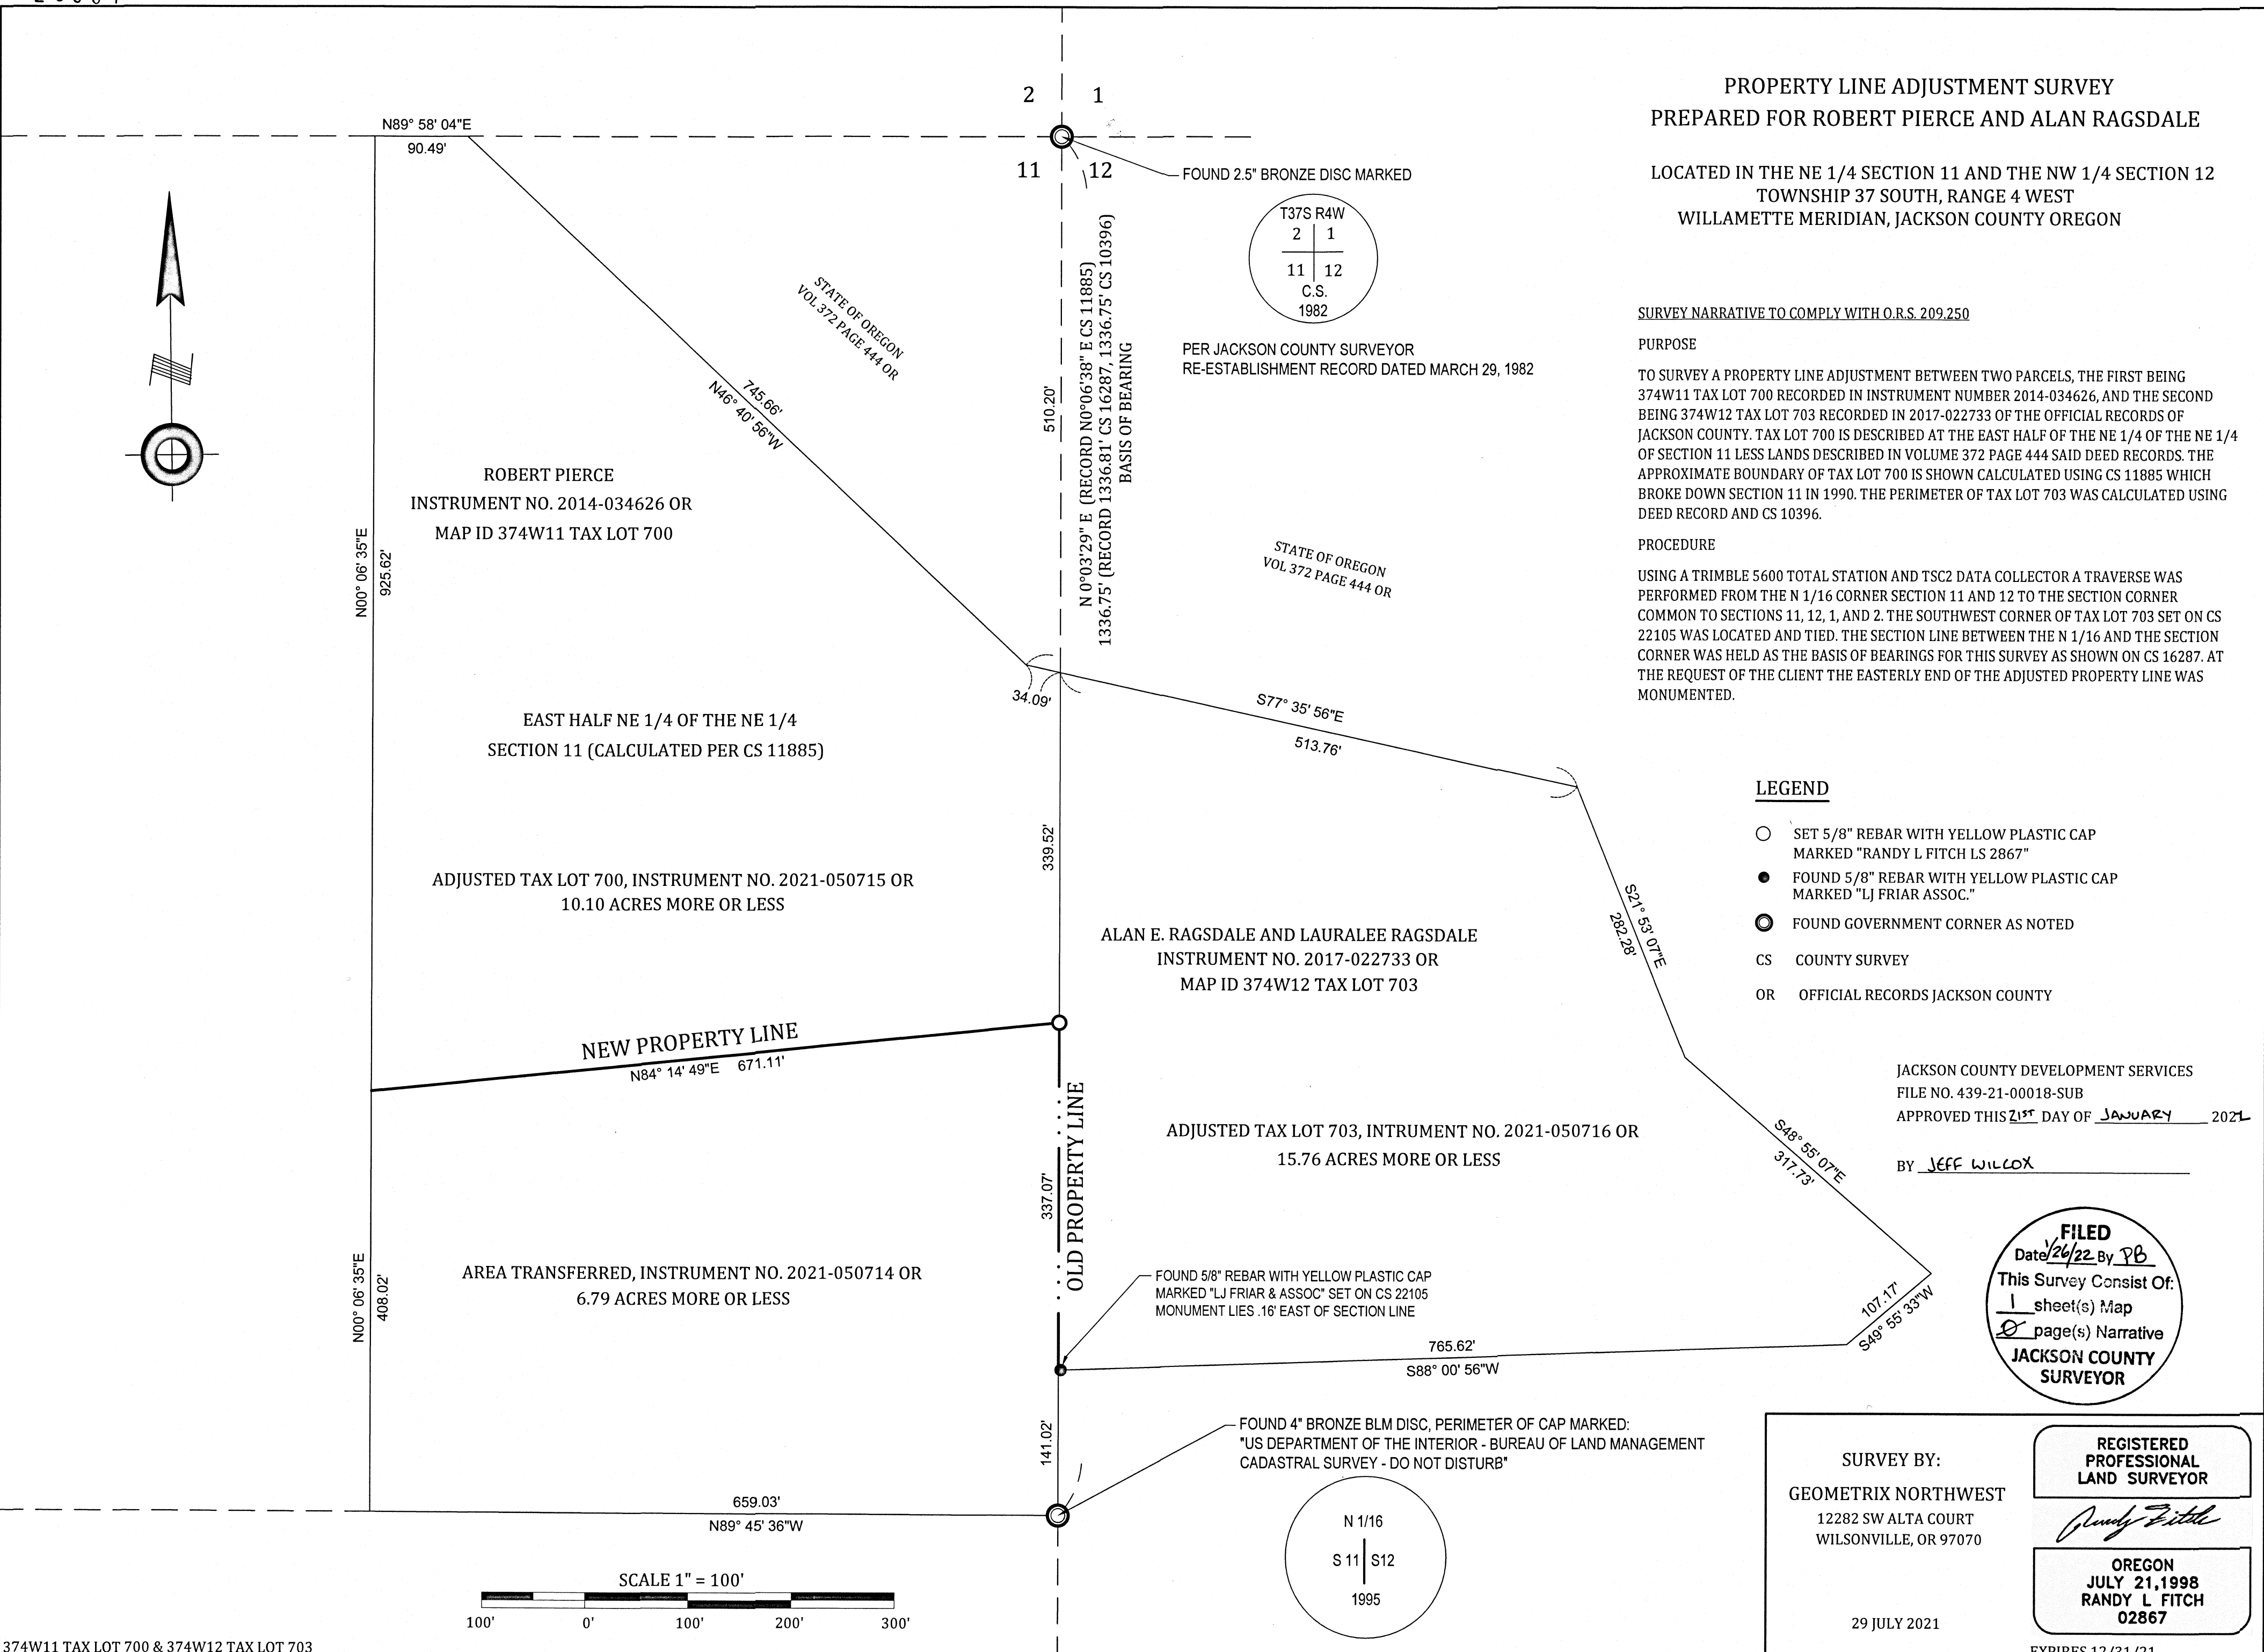 PROPERTY LINE ADJUSTMENT SURVEY
PREPARED FOR ROBERT PIERCE AND ALAN RAGSDALE
LOCATED IN THE NE 1/4 SECTION 11 AND THE NW 1/4 SECTION 12
TOWNSHIP 37 SOUTH, RANGE 4 WEST
WILLAMETTE MERIDIAN, JACKSON COUNTY OREGON
2 1
11 12
N89° 58' 04"E
90.49'
FOUND 2.5" BRONZE DISC MARKED
T37S R4W
2 1
11 12
C.S.
1982
PER JACKSON COUNTY SURVEYOR
RE-ESTABLISHMENT RECORD DATED MARCH 29, 1982
STATE OF OREGON
VOL 372 PAGE 444 OR
745.66'
N46° 40' 56"W
510.20'
N 0°03'29" E (RECORD N0°06'38" E CS 11885)
1336.75' (RECORD 1336.81' CS 16287, 1336.75' CS 10396)
BASIS OF BEARING
STATE OF OREGON
VOL 372 PAGE 444 OR
SURVEY NARRATIVE TO COMPLY WITH O.R.S. 209.250
PURPOSE
TO SURVEY A PROPERTY LINE ADJUSTMENT BETWEEN TWO PARCELS, THE FIRST BEING
374W11 TAX LOT 700 RECORDED IN INSTRUMENT NUMBER 2014-034626, AND THE SECOND
BEING 374W12 TAX LOT 703 RECORDED IN 2017-022733 OF THE OFFICIAL RECORDS OF
JACKSON COUNTY. TAX LOT 700 IS DESCRIBED AT THE EAST HALF OF THE NE 1/4 OF THE NE 1/4
OF SECTION 11 LESS LANDS DESCRIBED IN VOLUME 372 PAGE 444 SAID DEED RECORDS. THE
APPROXIMATE BOUNDARY OF TAX LOT 700 IS SHOWN CALCULATED USING CS 11885 WHICH
BROKE DOWN SECTION 11 IN 1990. THE PERIMETER OF TAX LOT 703 WAS CALCULATED USING
DEED RECORD AND CS 10396.
PROCEDURE
USING A TRIMBLE 5600 TOTAL STATION AND TSC2 DATA COLLECTOR A TRAVERSE WAS
PERFORMED FROM THE N 1/16 CORNER SECTION 11 AND 12 TO THE SECTION CORNER
COMMON TO SECTIONS 11, 12, 1, AND 2. THE SOUTHWEST CORNER OF TAX LOT 703 SET ON CS
22105 WAS LOCATED AND TIED. THE SECTION LINE BETWEEN THE N 1/16 AND THE SECTION
CORNER WAS HELD AS THE BASIS OF BEARINGS FOR THIS SURVEY AS SHOWN ON CS 16287. AT
THE REQUEST OF THE CLIENT THE EASTERLY END OF THE ADJUSTED PROPERTY LINE WAS
MONUMENTED.
ROBERT PIERCE
INSTRUMENT NO. 2014-034626 OR
MAP ID 374W11 TAX LOT 700
N00° 06' 35"E
925.62'
34.09'
S77° 35' 56"E
513.76'
EAST HALF NE 1/4 OF THE NE 1/4
SECTION 11 (CALCULATED PER CS 11885)
339.52'
ADJUSTED TAX LOT 700, INSTRUMENT NO. 2021-050715 OR
10.10 ACRES MORE OR LESS
LEGEND
SET 5/8" REBAR WITH YELLOW PLASTIC CAP
MARKED "RANDY L FITCH LS 2867"
FOUND 5/8" REBAR WITH YELLOW PLASTIC CAP
MARKED "LJ FRIAR ASSOC."
FOUND GOVERNMENT CORNER AS NOTED
CS COUNTY SURVEY
OR OFFICIAL RECORDS JACKSON COUNTY
ALAN E. RAGSDALE AND LAURALEE RAGSDALE
INSTRUMENT NO. 2017-022733 OR
MAP ID 374W12 TAX LOT 703
S21° 53' 07"E
282.28'
NEW PROPERTY LINE
N84° 14' 49"E 671.11'
OLD PROPERTY LINE
337.07'
ADJUSTED TAX LOT 703, INTRUMENT NO. 2021-050716 OR
15.76 ACRES MORE OR LESS
S48° 55' 07"E
317.73'
JACKSON COUNTY DEVELOPMENT SERVICES
FILE NO. 439-21-00018-SUB
APPROVED THIS 21ST DAY OF JANUARY 2022
BY JEFF WILCOX
N00° 06' 35"E
408.02'
AREA TRANSFERRED, INSTRUMENT NO. 2021-050714 OR
6.79 ACRES MORE OR LESS
FOUND 5/8" REBAR WITH YELLOW PLASTIC CAP
MARKED "LJ FRIAR & ASSOC" SET ON CS 22105
MONUMENT LIES .16' EAST OF SECTION LINE
107.17'
S49° 55' 33"W
765.62'
S88° 00' 56"W
FILED
Date 1/26/22 By PB
This Survey Consist Of:
1 sheet(s) Map
0 page(s) Narrative
JACKSON COUNTY
SURVEYOR
141.02'
FOUND 4" BRONZE BLM DISC, PERIMETER OF CAP MARKED:
"US DEPARTMENT OF THE INTERIOR - BUREAU OF LAND MANAGEMENT
CADASTRAL SURVEY - DO NOT DISTURB"
N 1/16
S 11 S12
1995
659.03'
N89° 45' 36"W
SCALE 1" = 100'
100' 0' 100' 200' 300'
SURVEY BY:
GEOMETRIX NORTHWEST
12282 SW ALTA COURT
WILSONVILLE, OR 97070
29 JULY 2021
REGISTERED
PROFESSIONAL
LAND SURVEYOR
Randy Fitch
OREGON
JULY 21,1998
RANDY L FITCH
02867
EXPIRES 12/31/21
374W11 TAX LOT 700 & 374W12 TAX LOT 703